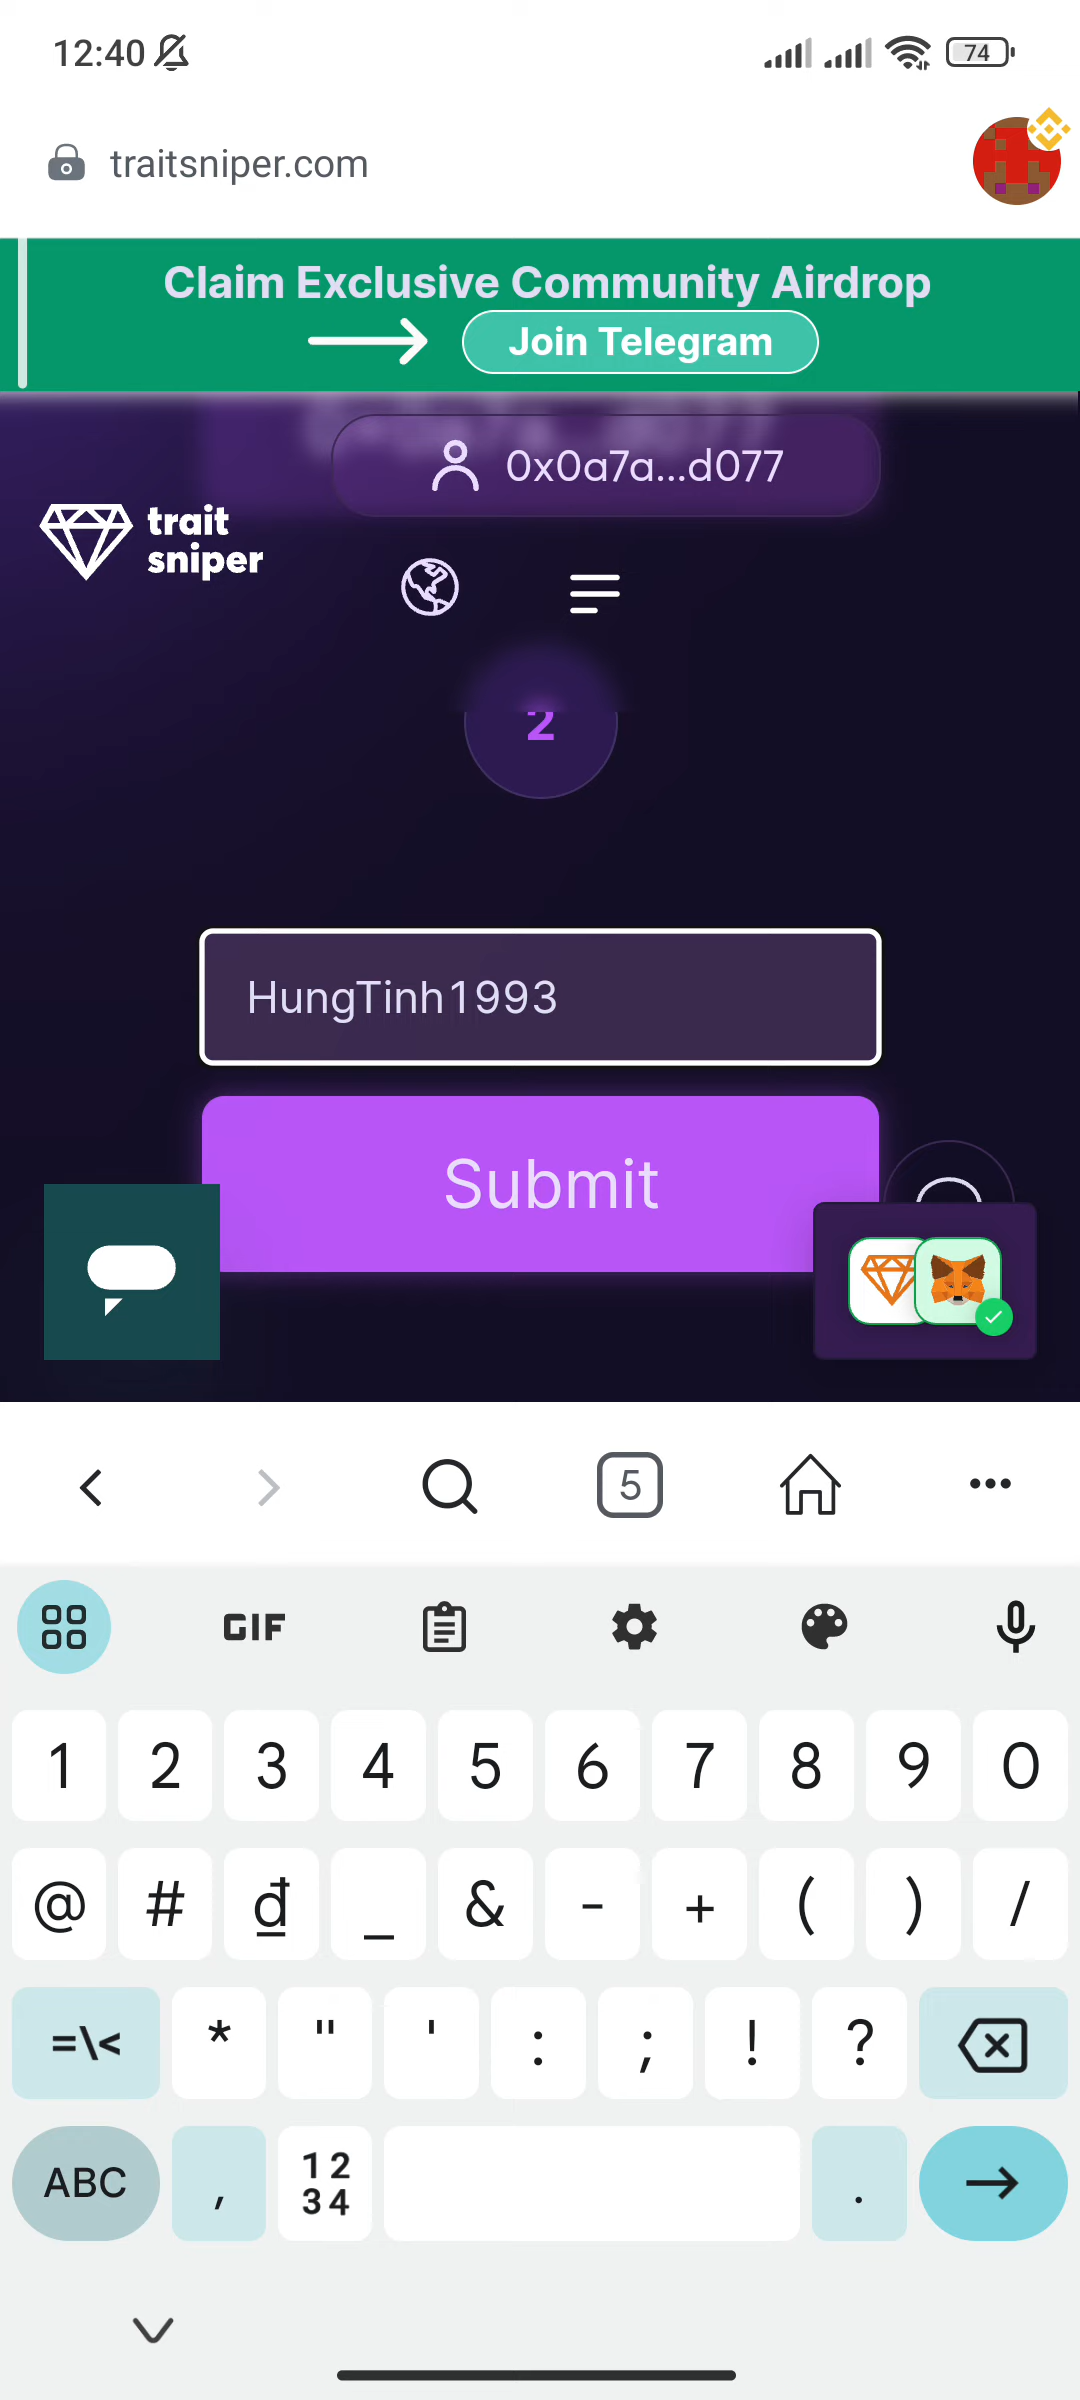 12:40
74
traitsniper.com
Claim Exclusive Community Airdrop
Join Telegram
0x0a7a...d077
trait
sniper
2
HungTinh1993
Submit
5
GIF
1 2 3 4 5 6 7 8 9 0
@ # ₫ _ & - + ( ) /
=\< * " ' : ; ! ?
ABC , 12 .
34